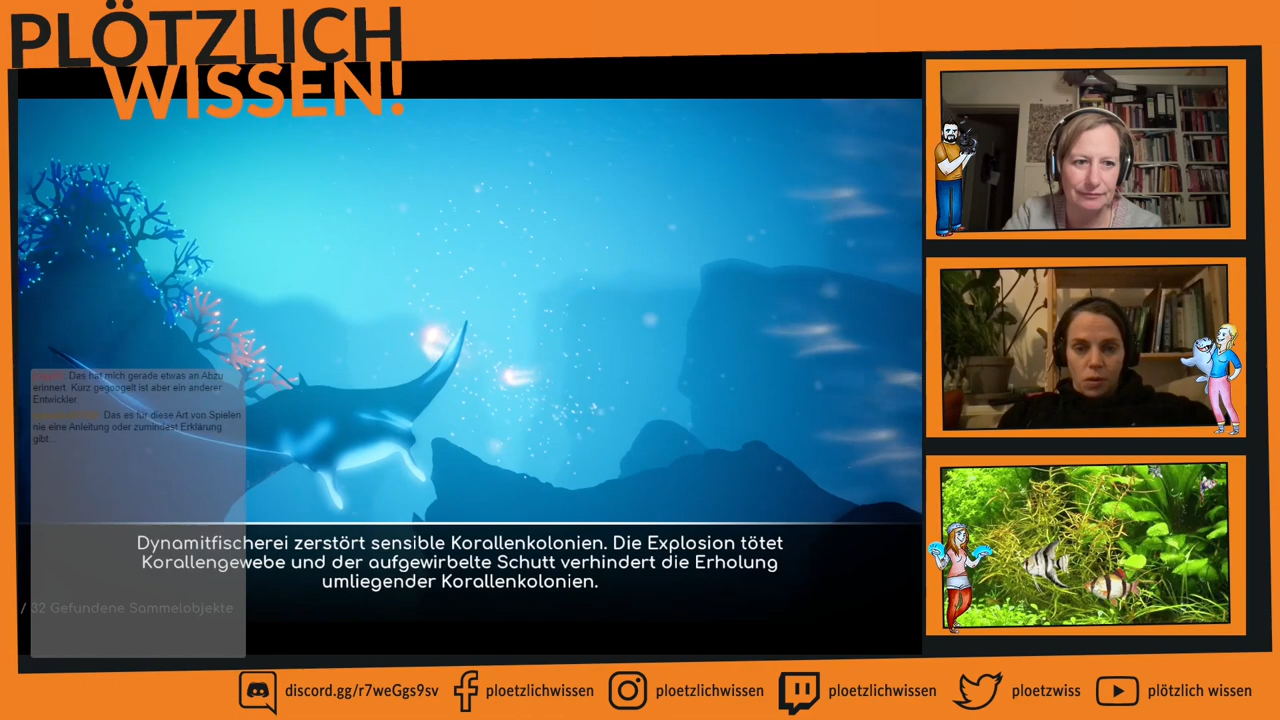 PLÖTZLICH
WISSEN!
Das hat mich gerade etwas an Abzu
erinnert. Kurz gegoogelt ist aber ein anderer
Entwickler
Das es für diese Art von Spielen
nie eine Anleitung oder zumindest Erklärung
gibt...
Dynamitfischerei zerstört sensible Korallenkolonien. Die Explosion tötet
Korallengewebe und der aufgewirbelte Schutt verhindert die Erholung
umliegender Korallenkolonien.
/ 32 Gefundene Sammelobjekte
discord.gg/r7weGgs9sv
ploetzlichwissen
ploetzlichwissen
ploetzlichwissen
ploetzwiss
plötzlich wissen